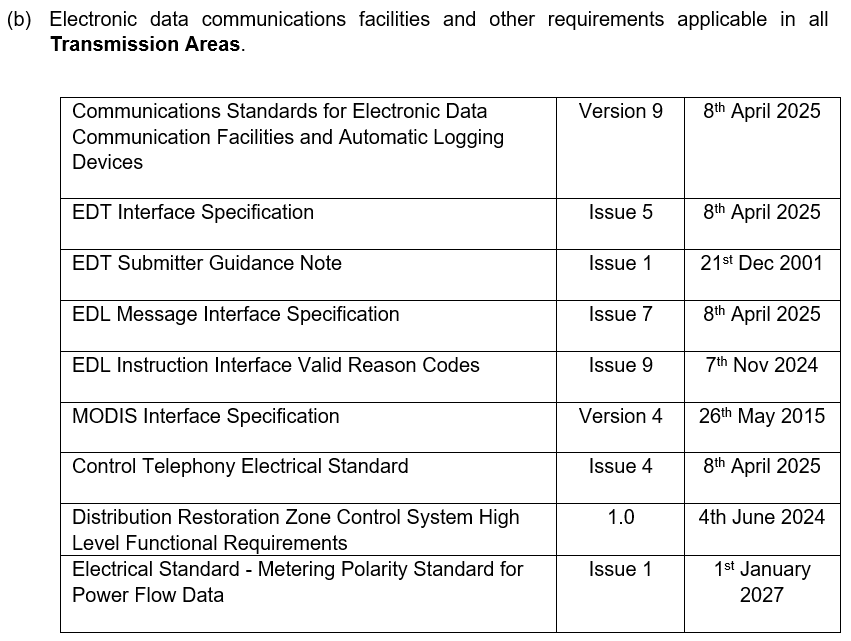 (b) Electronic data communications facilities and other requirements applicable in all
Transmission Areas.
Communications Standards for Electronic Data Version 9 8th April 2025
Communication Facilities and Automatic Logging
Devices
EDT Interface Specification Issue 5 8th April 2025
EDT Submitter Guidance Note Issue 1 21st Dec 2001
EDL Message Interface Specification Issue 7 8th April 2025
EDL Instruction Interface Valid Reason Codes Issue 9 7th Nov 2024
MODIS Interface Specification Version 4 26th May 2015
Control Telephony Electrical Standard Issue 4 8th April 2025
Distribution Restoration Zone Control System High 1.0 4th June 2024
Level Functional Requirements
Electrical Standard - Metering Polarity Standard for Issue 1 1st January
Power Flow Data 2027